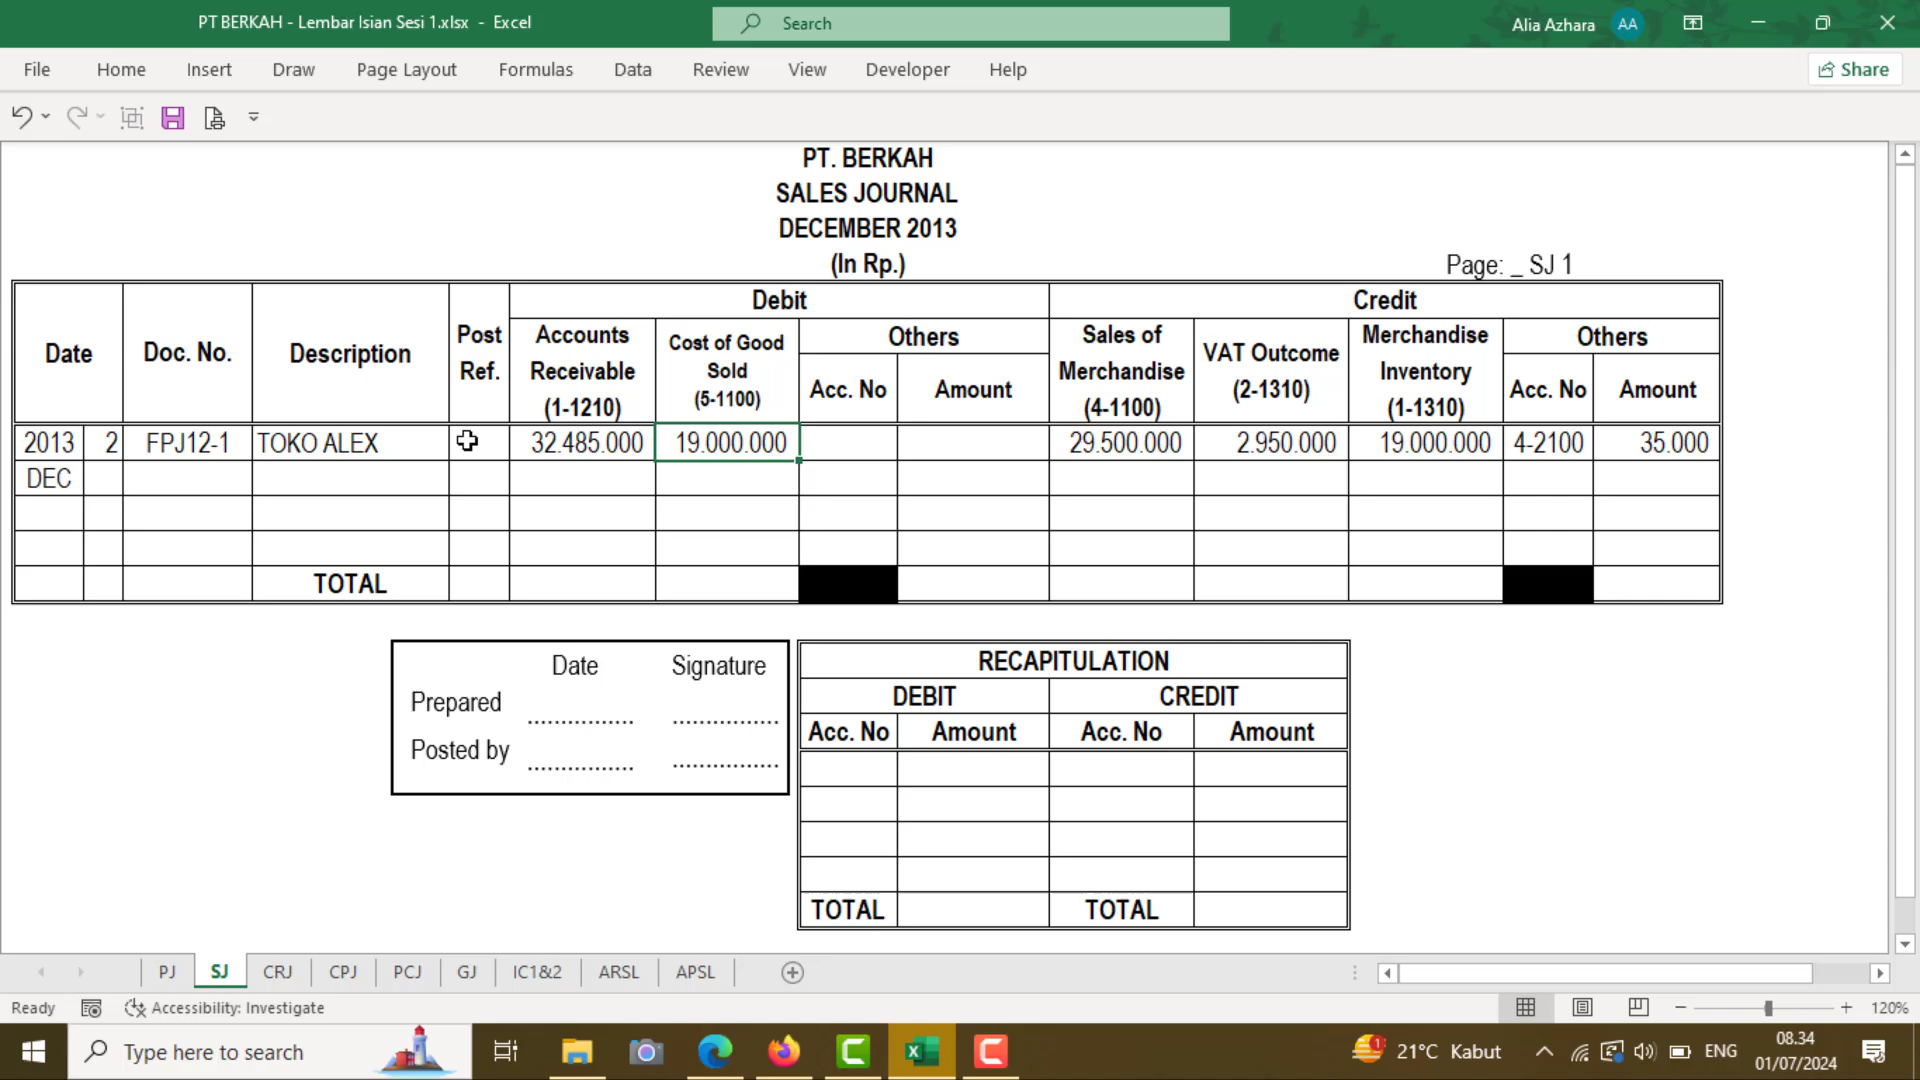 PT BERKAH - Lembar Isian Sesi 1.xlsx - Excel
Search
Alia Azhara AA
File Home Insert Draw Page Layout Formulas Data Review View Developer Help
Share
PT. BERKAH
SALES JOURNAL
DECEMBER 2013
(In Rp.)
Page: _ SJ 1
Debit Credit
Date Doc. No. Description Post Ref. Accounts Receivable (1-1210) Cost of Good Sold (5-1100) Others Sales of Merchandise (4-1100) VAT Outcome (2-1310) Merchandise Inventory (1-1310) Others
Acc. No Amount Acc. No Amount
2013 2 FPJ12-1 TOKO ALEX 32.485.000 19.000.000 29.500.000 2.950.000 19.000.000 4-2100 35.000
DEC
TOTAL
Date Signature
Prepared ................ ................
Posted by ................ ................
RECAPITULATION
DEBIT CREDIT
Acc. No Amount Acc. No Amount
TOTAL TOTAL
PJ SJ CRJ CPJ PCJ GJ IC1&2 ARSL APSL
Ready Accessibility: Investigate 120%
Type here to search
1 21°C Kabut ENG
08.34
01/07/2024